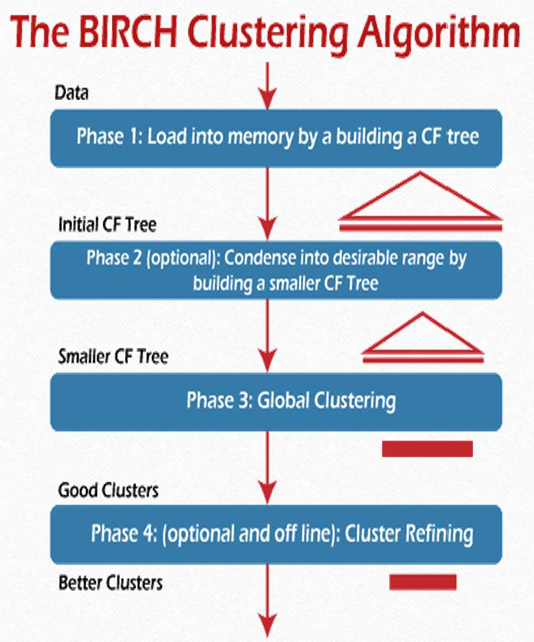 The BIRCH Clustering Algorithm
Data
Phase 1: Load into memory by a building a CF tree
Initial CF Tree
Phase 2 (optional): Condense into desirable range by
building a smaller CF Tree
Smaller CF Tree
Phase 3: Global Clustering
Good Clusters
Phase 4: (optional and off line): Cluster Refining
Better Clusters